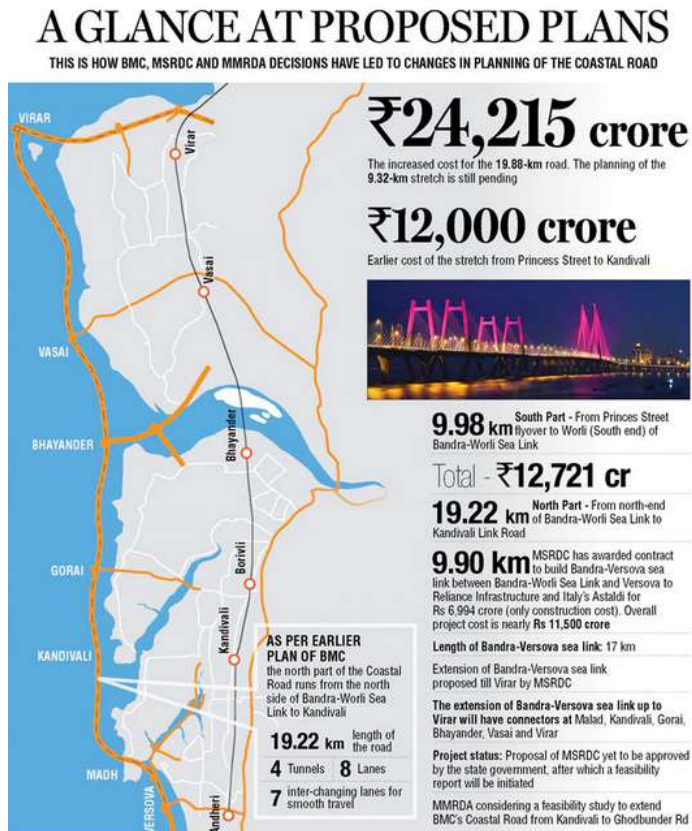 A GLANCE AT PROPOSED PLANS
THIS IS HOW BMC, MSRDC AND MMRDA DECISIONS HAVE LED TO CHANGES IN PLANNING OF THE COASTAL ROAD
VIRAR
Virar
Vasai
VASAI
Bhayander
BHAYANDER
Borivli
GORAI
Kandivali
KANDIVALI
MADH
VERSOVA
Andheri
₹24,215 crore
The increased cost for the 19.88-km road. The planning of the
9.32-km stretch is still pending
₹12,000 crore
Earlier cost of the stretch from Princess Street to Kandivali
9.98 km South Part - From Princes Street
flyover to Worli (South end) of
Bandra-Worli Sea Link
Total - ₹12,721 cr
19.22 km North Part - From north-end
of Bandra-Worli Sea Link to
Kandivali Link Road
9.90 km MSRDC has awarded contract
to build Bandra-Versova sea
link between Bandra-Worli Sea Link and Versova to
Reliance Infrastructure and Italy's Astaldi for
Rs 6,994 crore (only construction cost). Overall
project cost is nearly Rs 11,500 crore
Length of Bandra-Versova sea link: 17 km
Extension of Bandra-Versova sea link
proposed till Virar by MSRDC
The extension of Bandra-Versova sea link up to
Virar will have connectors at Malad, Kandivali, Gorai,
Bhayander, Vasai and Virar
Project status: Proposal of MSRDC yet to be approved
by the state government, after which a feasibility
report will be initiated
MMRDA considering a feasibility study to extend
BMC's Coastal Road from Kandivali to Ghodbunder Rd
AS PER EARLIER
PLAN OF BMC
the north part of the Coastal
Road runs from the north
side of Bandra-Worli Sea
Link to Kandivali
19.22 km length of
the road
4 Tunnels 8 Lanes
7 inter-changing lanes for
smooth travel